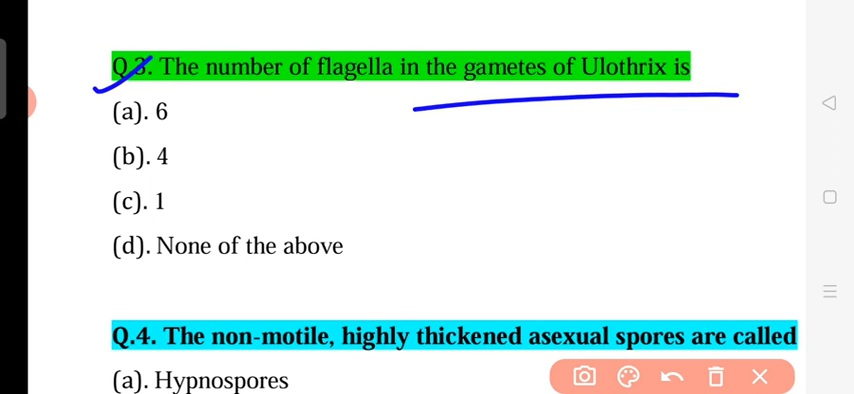 Q.3. The number of flagella in the gametes of Ulothrix is
(a). 6
(b). 4
(c). 1
(d). None of the above
Q.4. The non-motile, highly thickened asexual spores are called
(a). Hypnospores